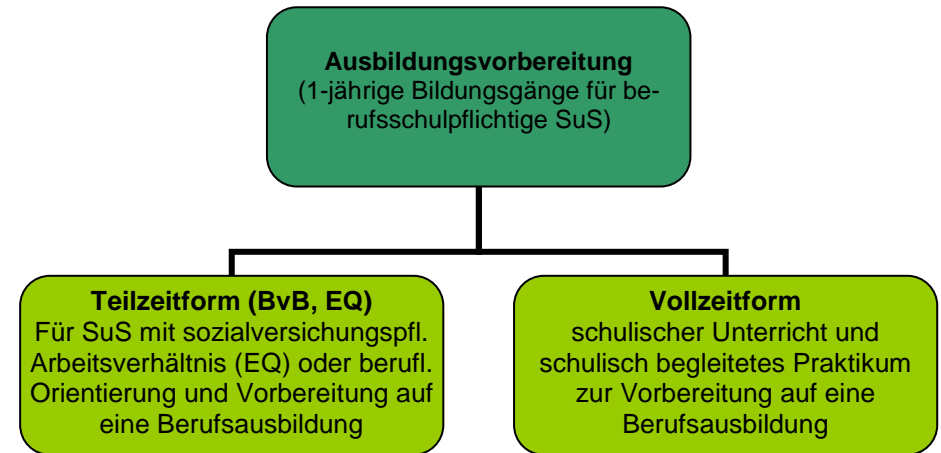 Ausbildungsvorbereitung
(1-jährige Bildungsgänge für be-
rufsschulpflichtige SuS)
Teilzeitform (BvB, EQ)
Für SuS mit sozialversichungspfl.
Arbeitsverhältnis (EQ) oder berufl.
Orientierung und Vorbereitung auf
eine Berufsausbildung
Vollzeitform
schulischer Unterricht und
schulisch begleitetes Praktikum
zur Vorbereitung auf eine
Berufsausbildung